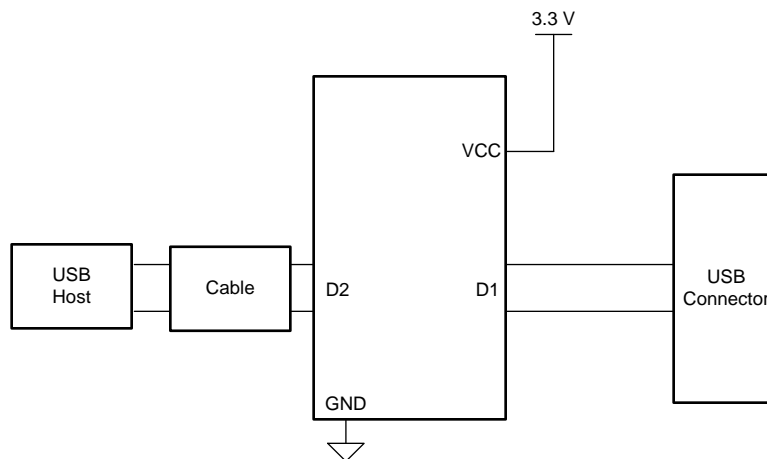 3.3 V
VCC
USB
Host
Cable
D2
D1
USB
Connector
GND